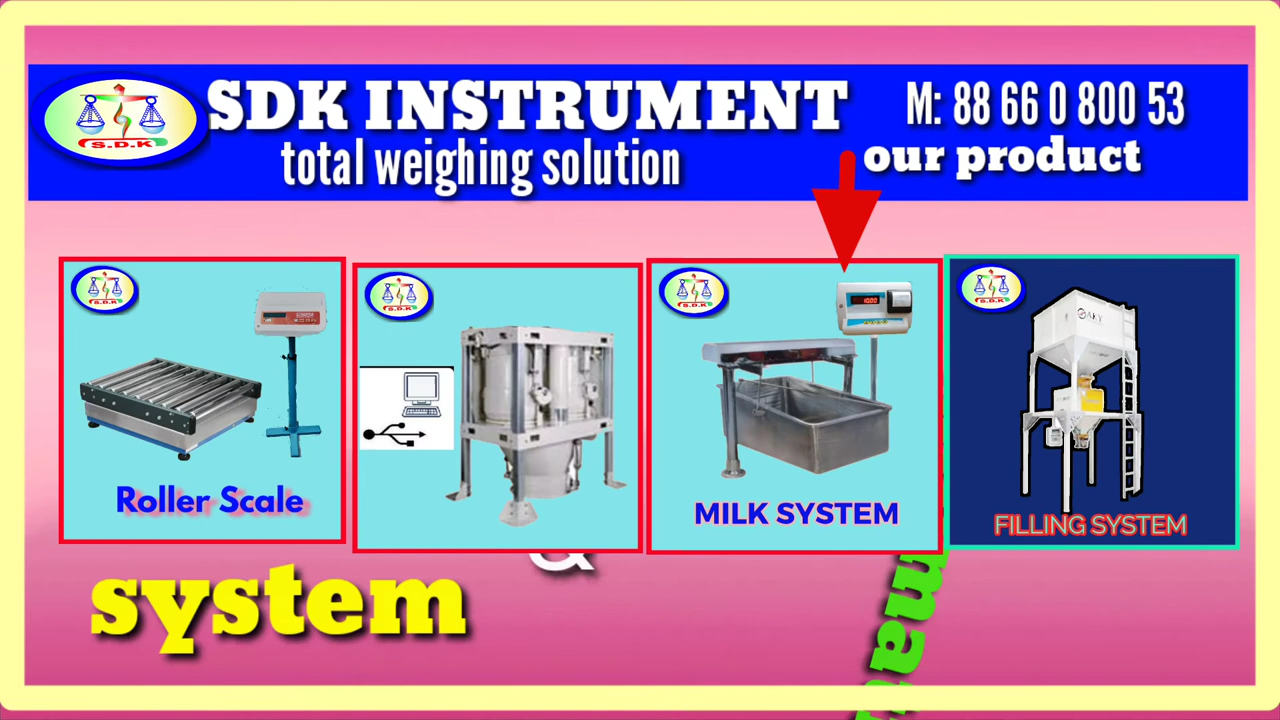 SDK INSTRUMENT
total weighing solution
M: 88 66 0 800 53
our product
S.D.K
S.D.K
S.D.K
S.D.K
S.D.K
Roller Scale
MILK SYSTEM
FILLING SYSTEM
system
&